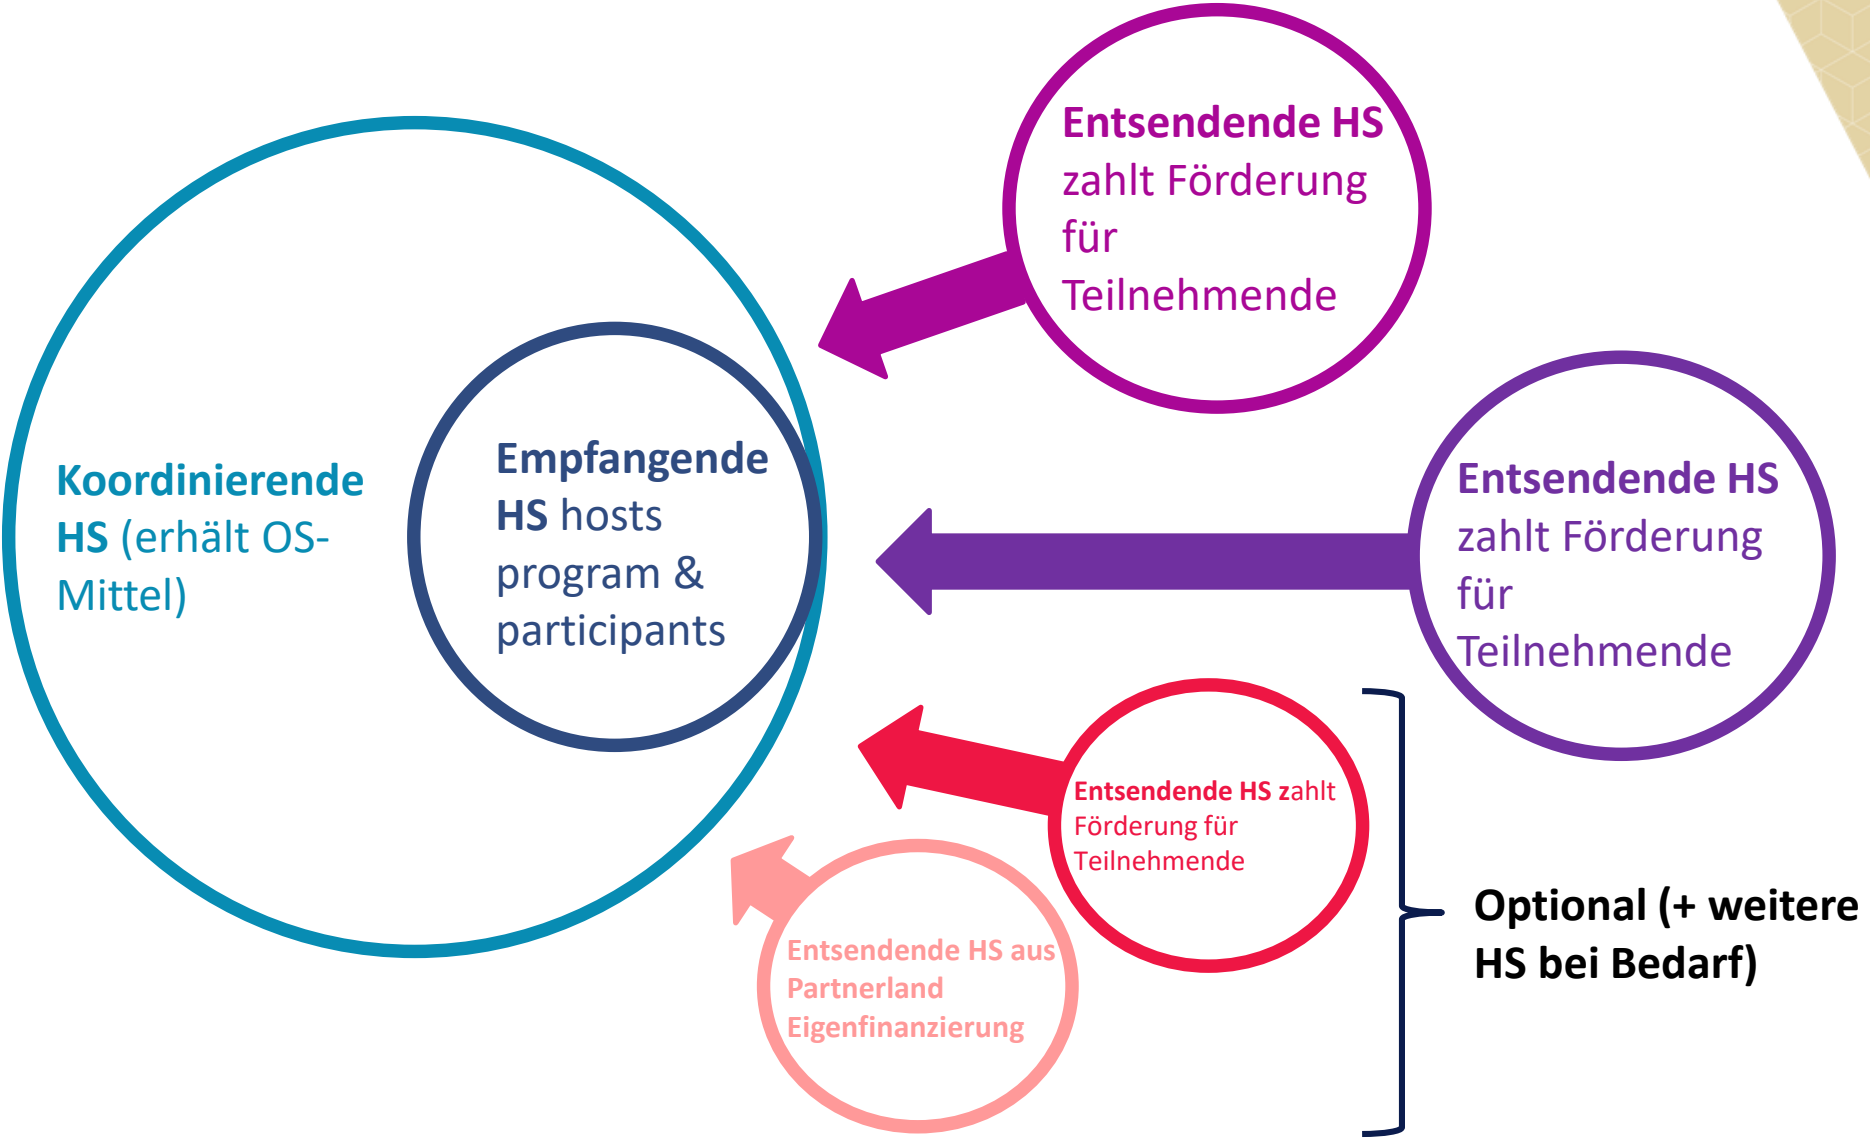 Koordinierende
HS (erhält OS-
Mittel)
Empfangende
HS hosts
program &
participants
Entsendende HS
zahlt Förderung
für
Teilnehmende
Entsendende HS
zahlt Förderung
für
Teilnehmende
Entsendende HS zahlt
Förderung für
Teilnehmende
Entsendende HS aus
Partnerland
Eigenfinanzierung
Optional (+ weitere
HS bei Bedarf)